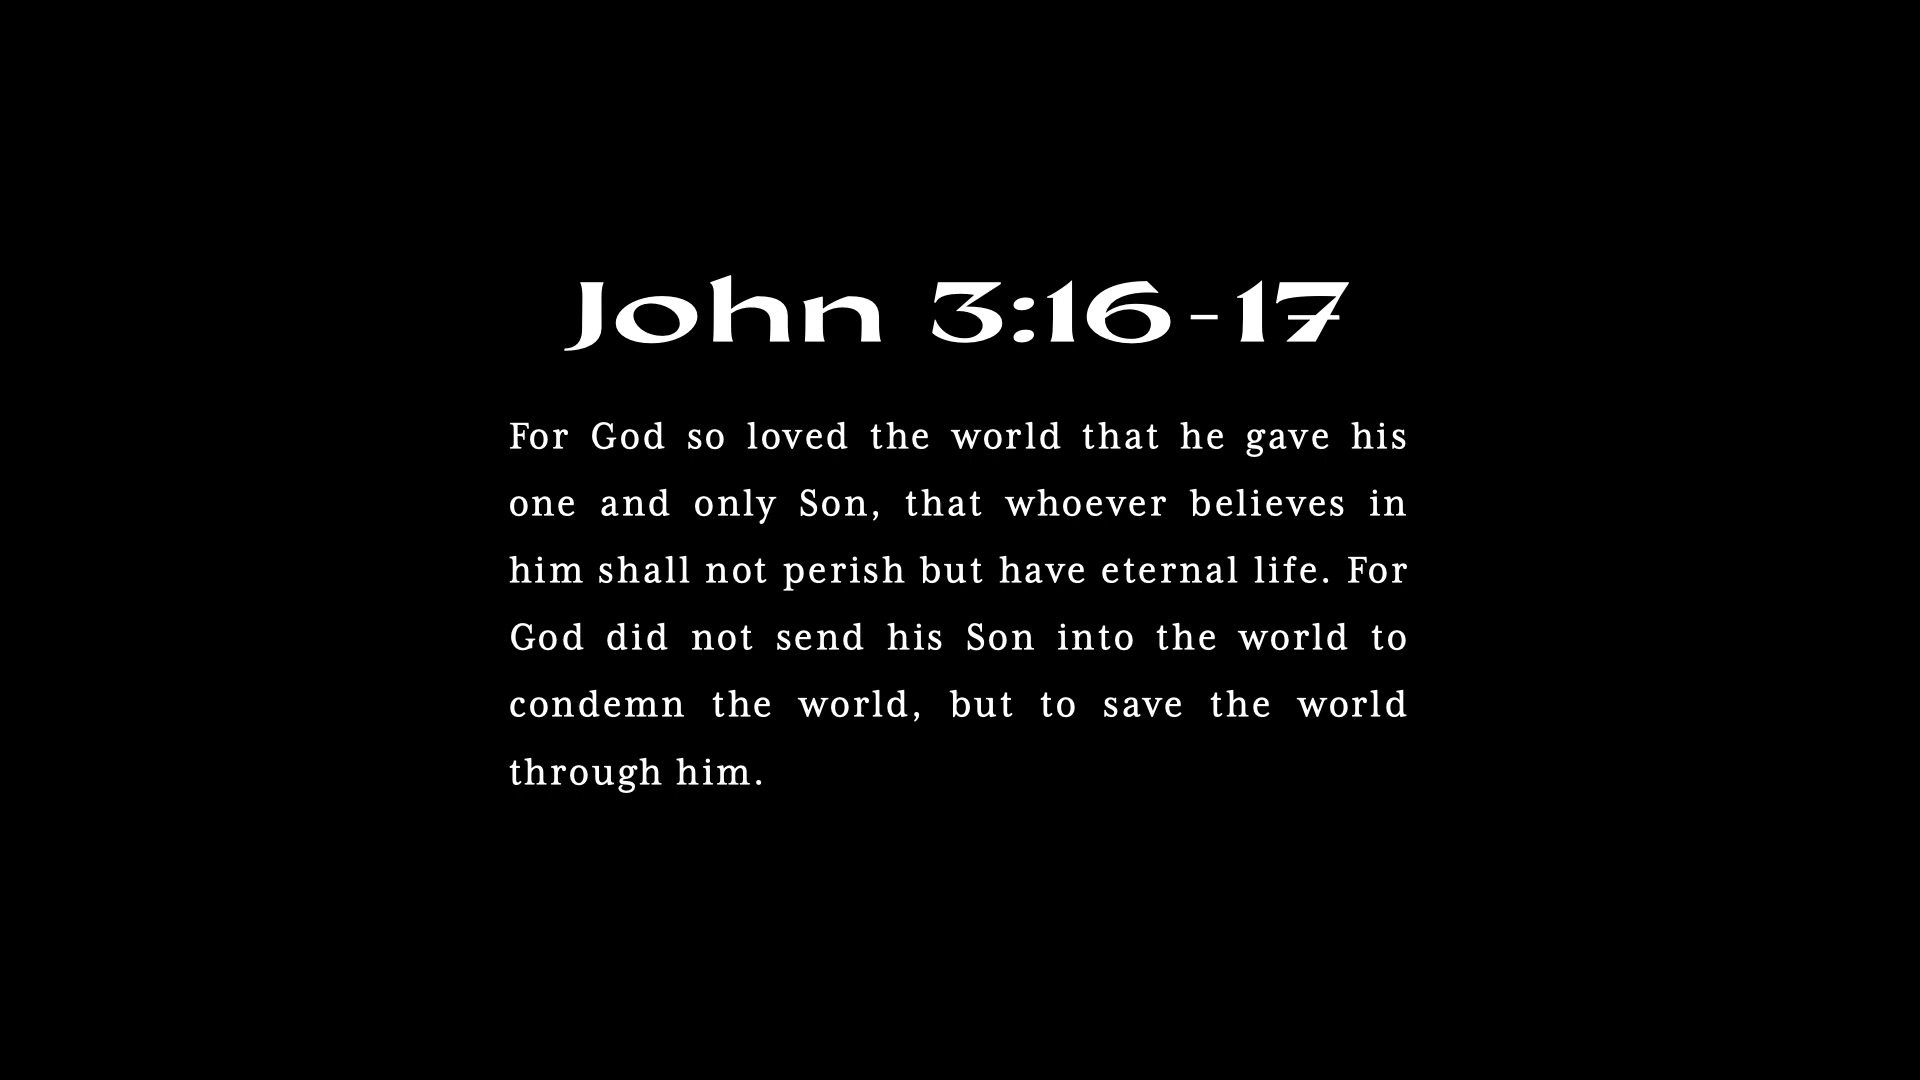 John 3:16-17
For God so loved the world that he gave his
one and only Son, that whoever believes in
him shall not perish but have eternal life. For
God did not send his Son into the world to
condemn the world, but to save the world
through him.